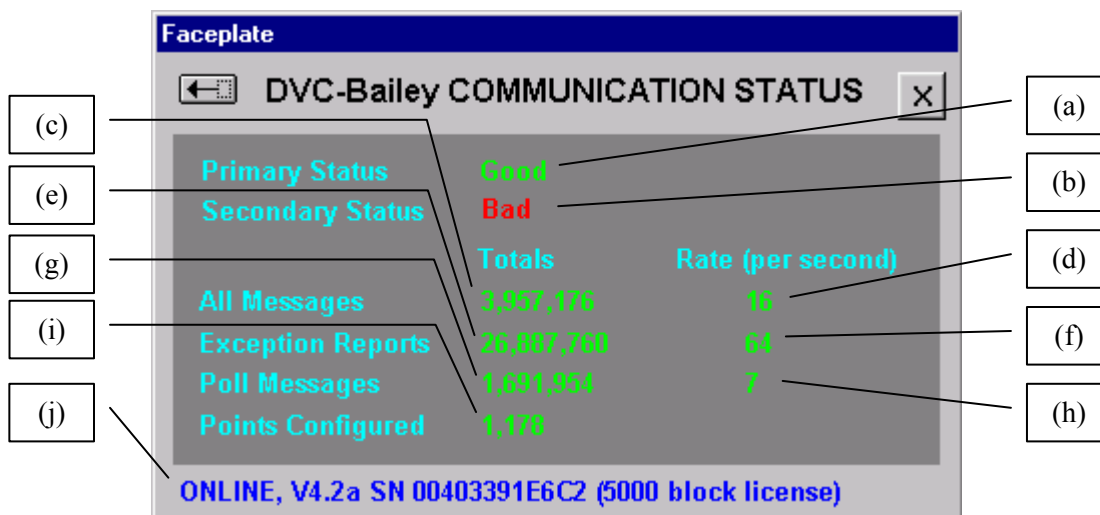 Faceplate
DVC-Bailey COMMUNICATION STATUS X
(a)
(c)
Primary Status Good
(b)
(e)
Secondary Status Bad
Totals Rate (per second)
(d)
(g)
All Messages 3,957,176 16
(i)
Exception Reports 26,887,760 64
(f)
Poll Messages 1,691,954 7
(h)
(j)
Points Configured 1,178
ONLINE, V4.2a SN 00403391E6C2 (5000 block license)